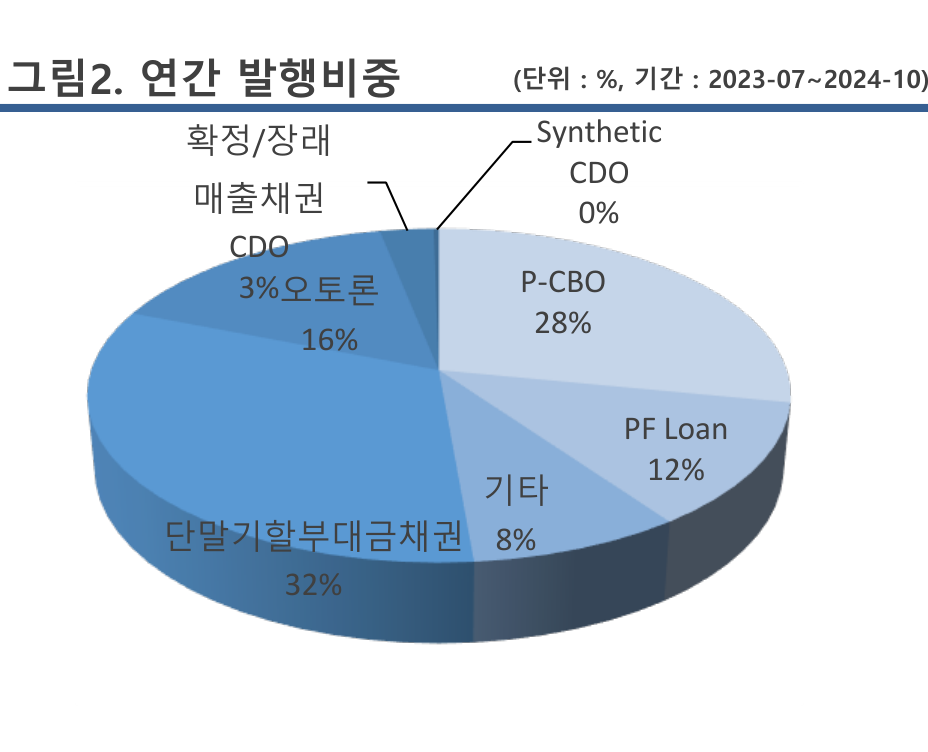 그림2. 연간 발행비중
(단위 : %, 기간 : 2023-07~2024-10)
확정/장래
매출채권
CDO
3%
Synthetic
CDO
0%
오토론
16%
P-CBO
28%
PF Loan
12%
기타
8%
단말기할부대금채권
32%